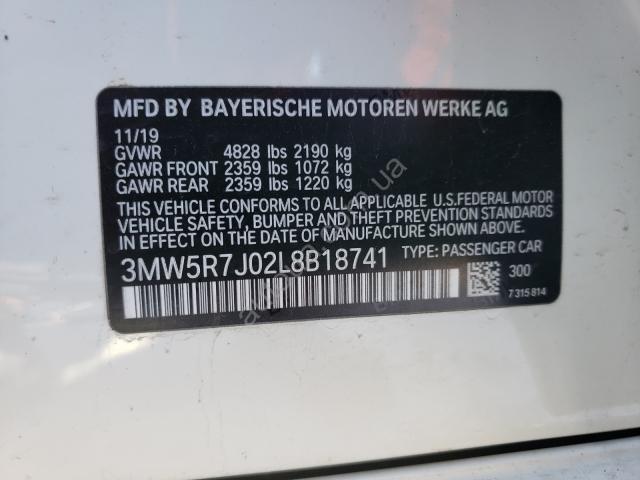 MFD BY BAYERISCHE MOTOREN WERKE AG
11/19
GVWR 4828 lbs 2190 kg
GAWR FRONT 2359 lbs 1072 kg
GAWR REAR 2359 lbs 1220 kg
THIS VEHICLE CONFORMS TO ALL APPLICABLE U.S.FEDERAL MOTOR
VEHICLE SAFETY, BUMPER AND THEFT PREVENTION STANDARDS
IN EFFECT ON THE DATE OF MANUFACTURE SHOWN ABOVE.
3MW5R7J02L8B18741 TYPE: PASSENGER CAR
300
7 315 814